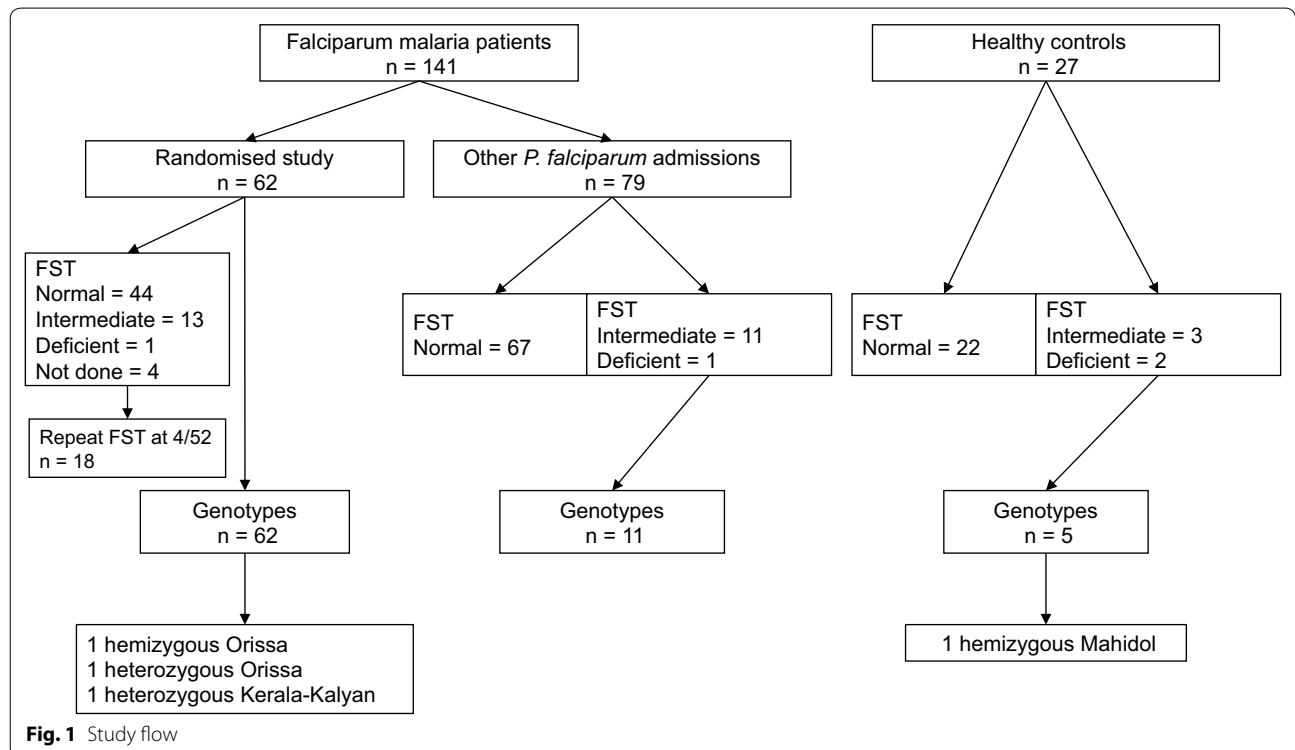 Falciparum malaria patients
n = 141
Healthy controls
n = 27
Randomised study
n = 62
Other P. falciparum admissions
n = 79
FST
Normal = 44
Intermediate = 13
Deficient = 1
Not done = 4
FST
Normal = 67
FST
Intermediate = 11
Deficient = 1
FST
Normal = 22
FST
Intermediate = 3
Deficient = 2
Repeat FST at 4/52
n = 18
Genotypes
n = 62
Genotypes
n = 11
Genotypes
n = 5
1 hemizygous Orissa
1 heterozygous Orissa
1 heterozygous Kerala-Kalyan
1 hemizygous Mahidol
Fig. 1 Study flow